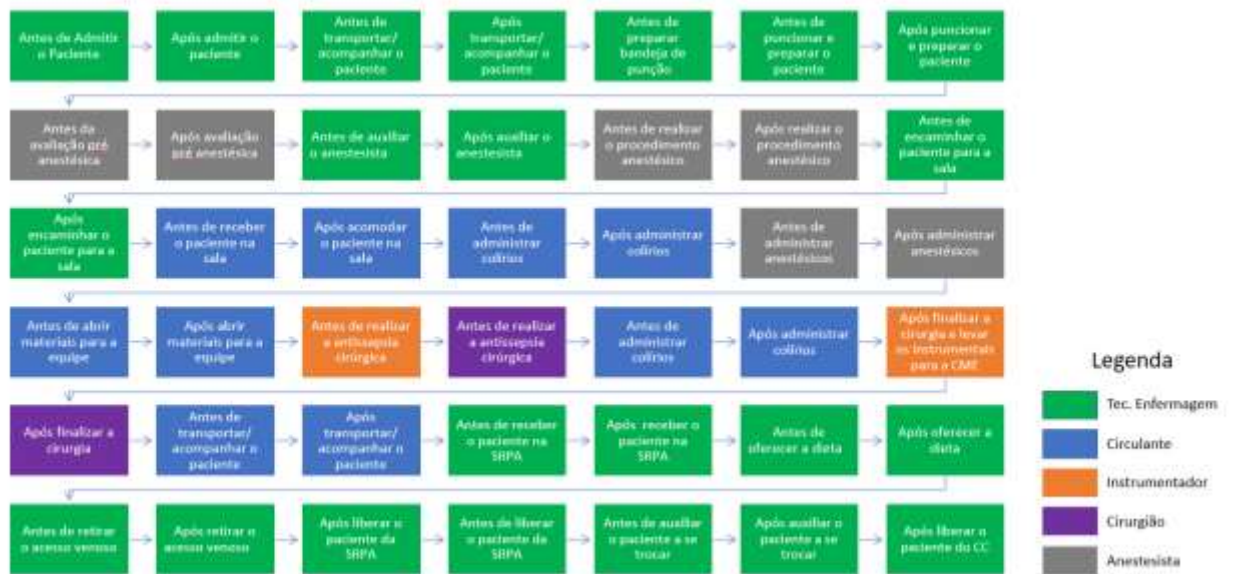 Antes de Admitir
o Paciente
Após admitir o
paciente
Antes de
transportar/
acompanhar o
paciente
Após
transportar/
acompanhar o
paciente
Antes de
preparar
bandeja de
punção
Antes de
puncionar e
preparar o
paciente
Após puncionar
e preparar o
paciente
Antes da
avaliação pré
anestésica
Após avaliação
pré anestésica
Antes de auxiliar
o anestesista
Após auxiliar o
anestesista
Antes de realizar
o procedimento
anestésico
Após realizar o
procedimento
anestésico
Antes de
encaminhar o
paciente para a
sala
Após
encaminhar o
paciente para a
sala
Antes de receber
o paciente na
sala
Após acomodar
o paciente na
sala
Antes de
administrar
colírios
Após administrar
colírios
Antes de
administrar
anestésicos
Após administrar
anestésicos
Antes de abrir
materiais para a
equipe
Após abrir
materiais para a
equipe
Antes de realizar
a antissepsia
cirúrgica
Antes de realizar
a antissepsia
cirúrgica
Antes de
administrar
colírios
Após administrar
colírios
Após finalizar a
cirurgia e levar
os instrumentais
para a CME
Após finalizar a
cirurgia
Antes de
transportar/
acompanhar o
paciente
Após
transportar/
acompanhar o
paciente
Antes de receber
o paciente na
SRPA
Após receber o
paciente na
SRPA
Antes de
oferecer a dieta
Após oferecer a
dieta
Antes de retirar
o acesso venoso
Após retirar o
acesso venoso
Após liberar o
paciente da
SRPA
Antes de liberar
o paciente da
SRPA
Antes de auxiliar
o paciente a se
trocar
Após auxiliar o
paciente a se
trocar
Após liberar o
paciente do CC
Legenda
Tec. Enfermagem
Circulante
Instrumentador
Cirurgião
Anestesista